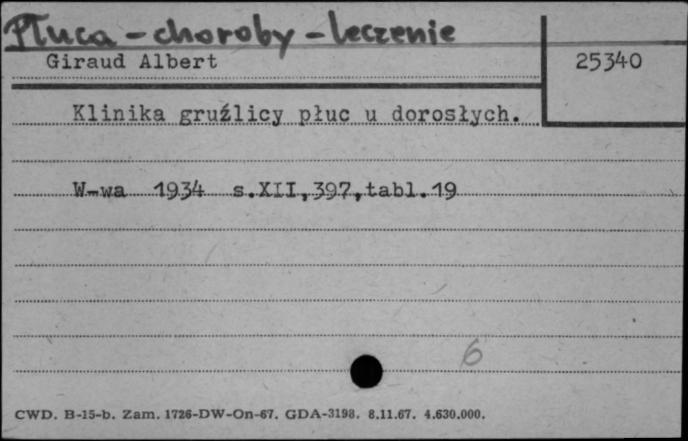 Płuca - choroby - leczenie
Giraud Albert
25340
Klinika gruźlicy płuc u dorosłych.
W-wa 1934 s.XII,397,tabl.19
6
CWD. B-15-b. Zam. 1726-DW-On-67. GDA-3198. 8.11.67. 4.630.000.